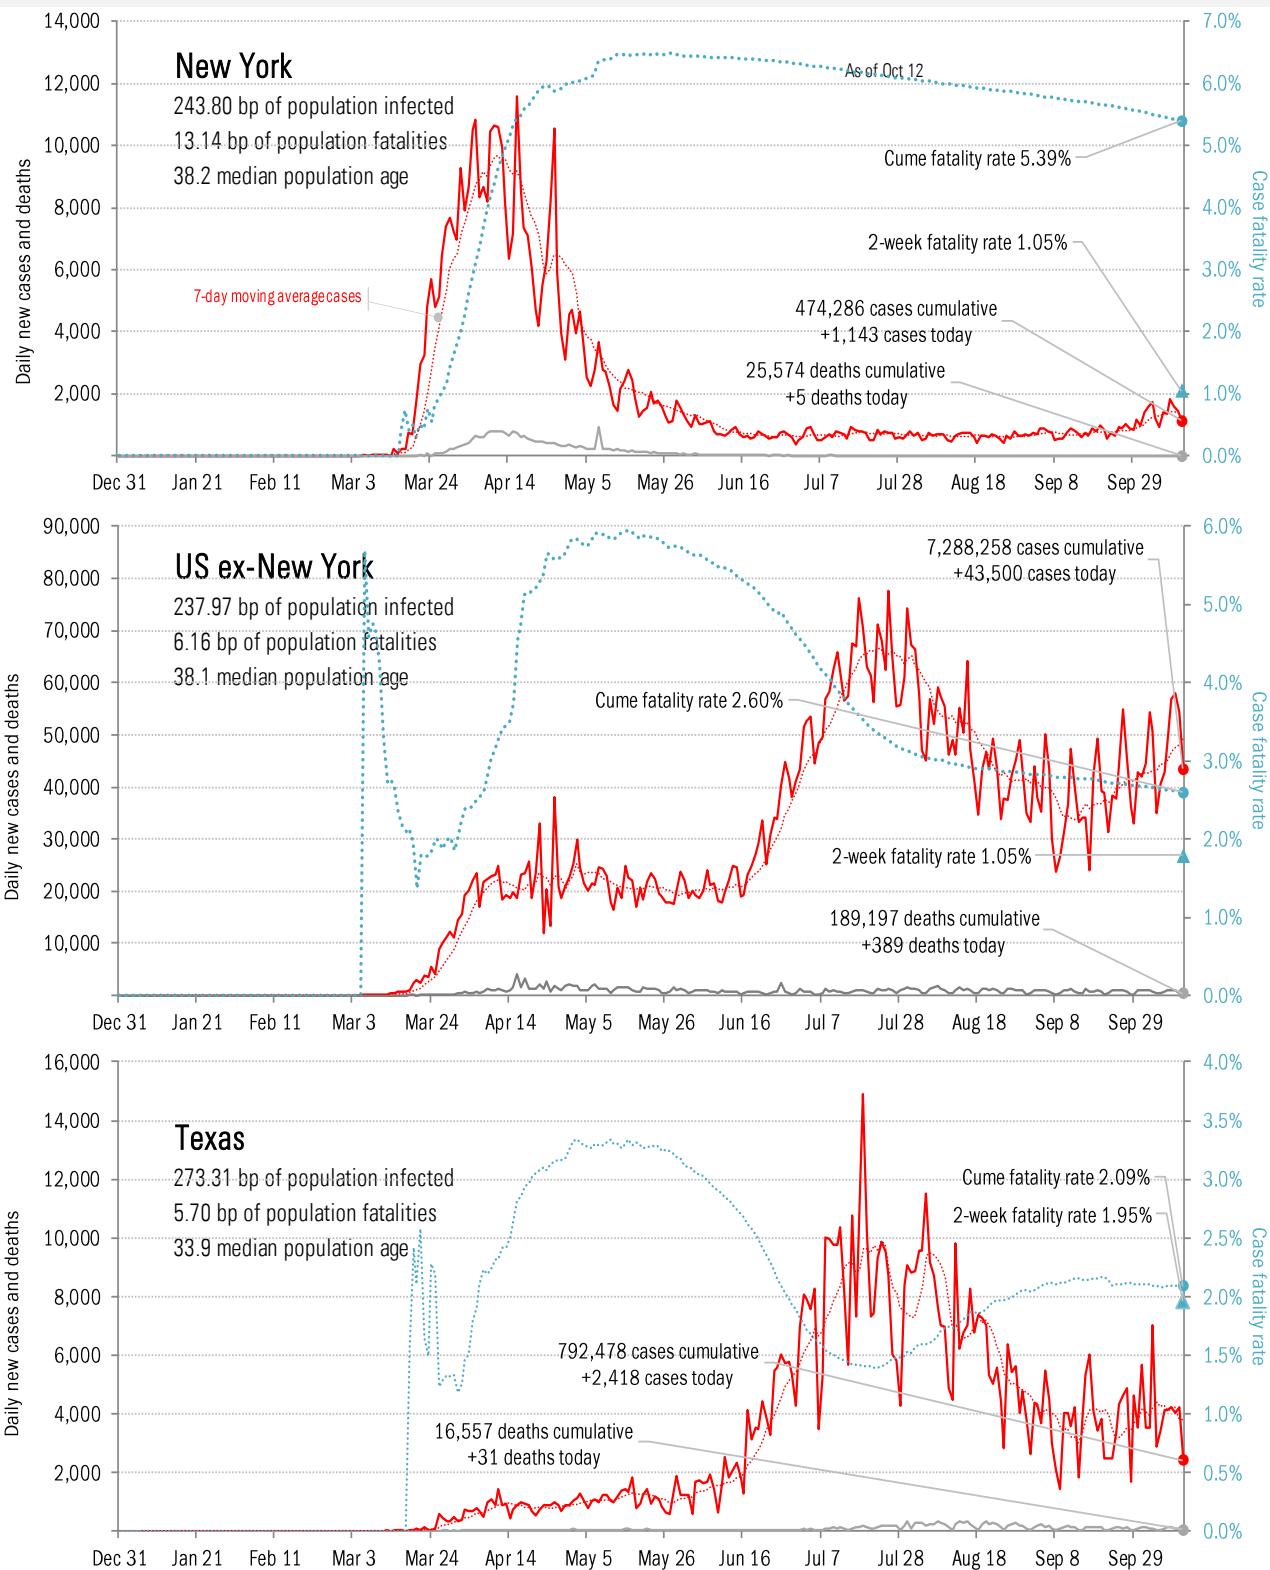 14,000
7.0%
New York
As of Oct 12
12,000
6.0%
243.80 bp of population infected
13.14 bp of population fatalities
38.2 median population age
10,000
5.0%
Cume fatality rate 5.39%
8,000
4.0%
2-week fatality rate 1.05%
6,000
3.0%
7-day moving average cases
474,286 cases cumulative
+1,143 cases today
4,000
2.0%
25,574 deaths cumulative
+5 deaths today
2,000
1.0%
0.0%
Daily new cases and deaths
Case fatality rate
Dec 31 Jan 21 Feb 11 Mar 3 Mar 24 Apr 14 May 5 May 26 Jun 16 Jul 7 Jul 28 Aug 18 Sep 8 Sep 29
90,000
6.0%
US ex-New York
7,288,258 cases cumulative
+43,500 cases today
80,000
237.97 bp of population infected
5.0%
70,000
6.16 bp of population fatalities
38.1 median population age
60,000
4.0%
Cume fatality rate 2.60%
50,000
3.0%
40,000
30,000
2.0%
2-week fatality rate 1.05%
20,000
1.0%
189,197 deaths cumulative
+389 deaths today
10,000
0.0%
Daily new cases and deaths
Case fatality rate
Dec 31 Jan 21 Feb 11 Mar 3 Mar 24 Apr 14 May 5 May 26 Jun 16 Jul 7 Jul 28 Aug 18 Sep 8 Sep 29
16,000
4.0%
14,000
3.5%
Texas
273.31 bp of population infected
5.70 bp of population fatalities
33.9 median population age
12,000
3.0%
Cume fatality rate 2.09%
2-week fatality rate 1.95%
10,000
2.5%
8,000
2.0%
6,000
1.5%
792,478 cases cumulative
+2,418 cases today
4,000
1.0%
16,557 deaths cumulative
+31 deaths today
2,000
0.5%
0.0%
Daily new cases and deaths
Case fatality rate
Dec 31 Jan 21 Feb 11 Mar 3 Mar 24 Apr 14 May 5 May 26 Jun 16 Jul 7 Jul 28 Aug 18 Sep 8 Sep 29